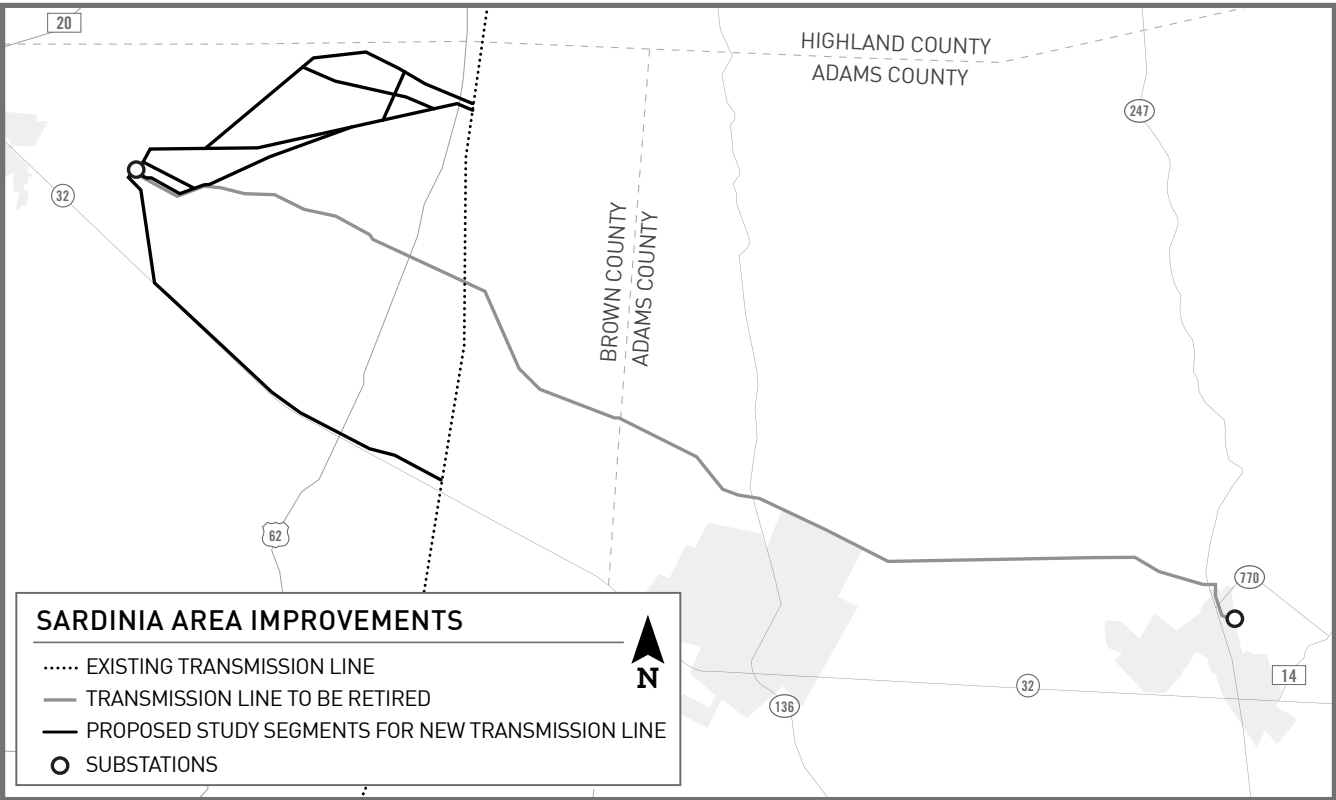 20
HIGHLAND COUNTY
ADAMS COUNTY
247
32
BROWN COUNTY
ADAMS COUNTY
62
770
14
32
136
SARDINIA AREA IMPROVEMENTS
EXISTING TRANSMISSION LINE
TRANSMISSION LINE TO BE RETIRED
PROPOSED STUDY SEGMENTS FOR NEW TRANSMISSION LINE
SUBSTATIONS
N